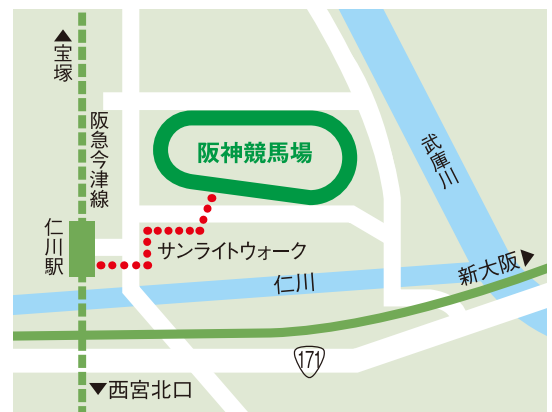 ▲宝塚
阪急今津線
阪神競馬場
武庫川
仁川駅
サンライトウォーク
仁川
新大阪▶
171
▼西宮北口